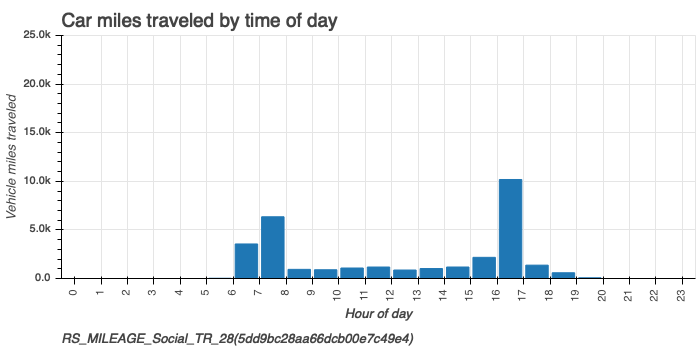 Car miles traveled by time of day
25.0k
20.0k
15.0k
10.0k
5.0k
0.0
Vehicle miles traveled
0 1 2 3 4 5 6 7 8 9 10 11 12 13 14 15 16 17 18 19 20 21 22 23
Hour of day
RS_MILEAGE_Social_TR_28(5dd9bc28aa66dcb00e7c49e4)